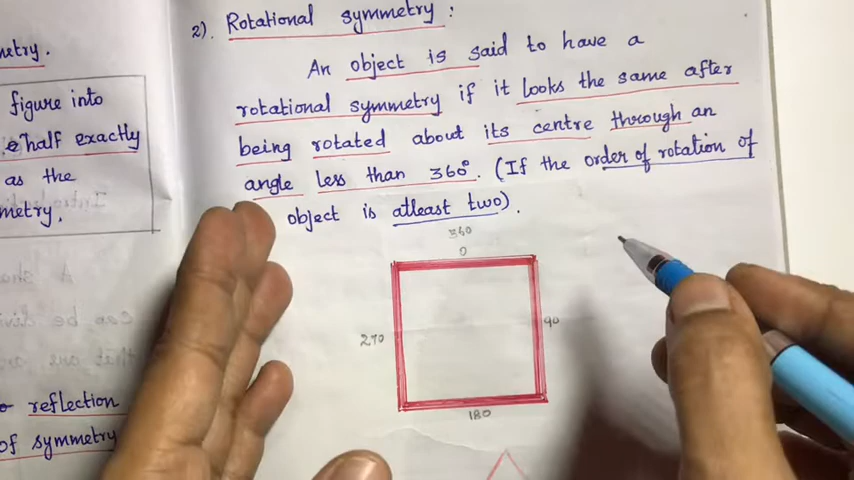 metry.
figure into
e half exactly
as the
metry.
reflection
of symmetry
2). Rotational symmetry :
An object is said to have a
rotational symmetry if it looks the same after
being rotated about its centre through an
angle less than 360°. (If the order of rotation of
object is atleast two).
360
0
270
90
180